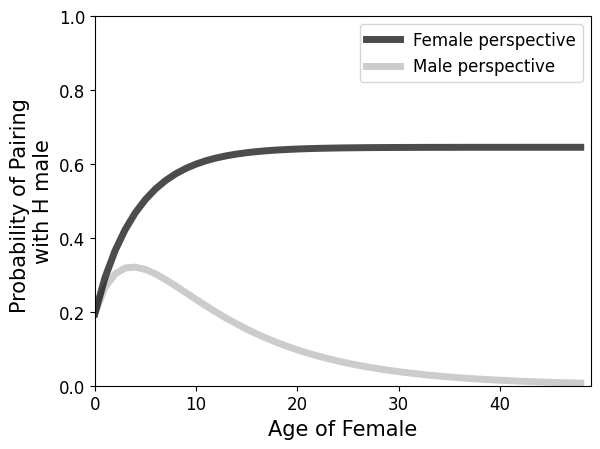 Female perspective
Male perspective
Probability of Pairing
with H male
1.0
0.8
0.6
0.4
0.2
0.0
0 10 20 30 40
Age of Female